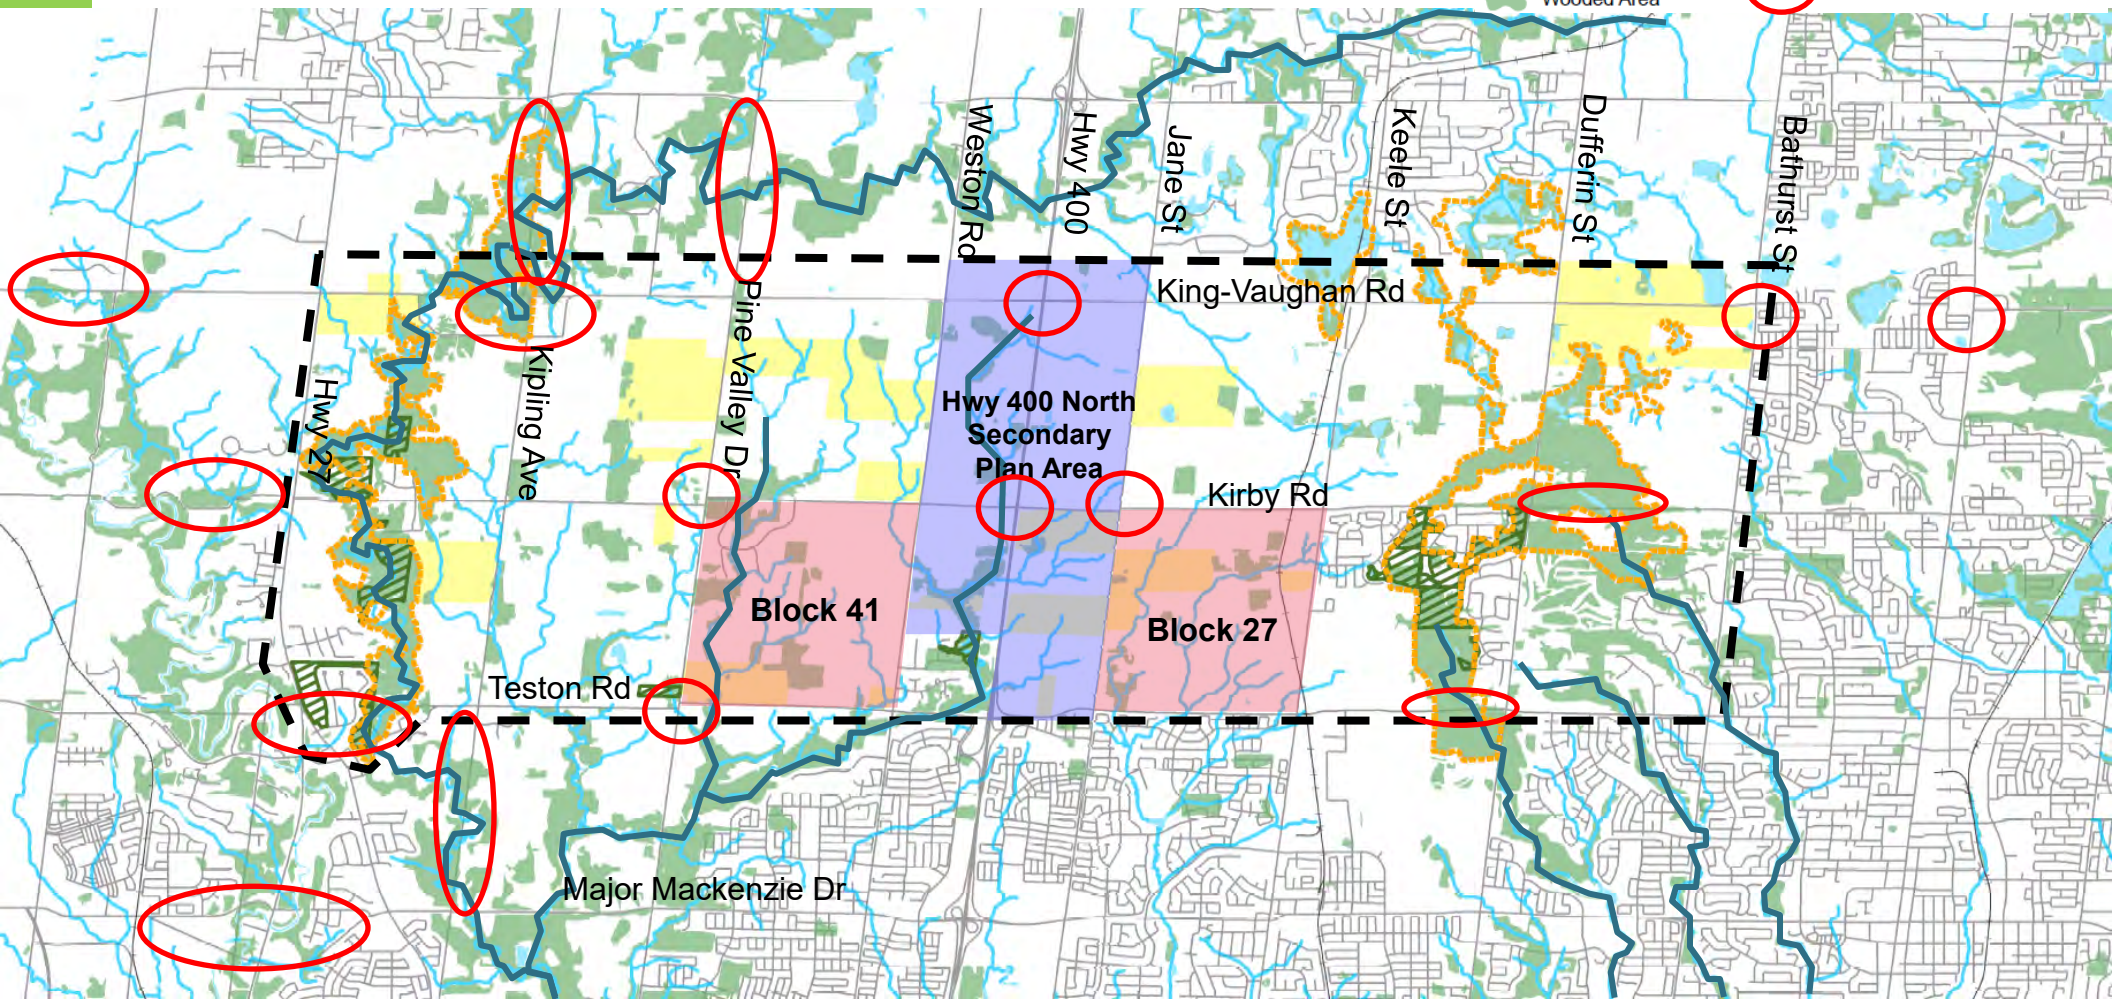 Wooded Area
Weston Rd
Hwy 400
Jane St
Keele St
Dufferin St
Bathurst St
King-Vaughan Rd
Pine Valley Dr
Kipling Ave
Hwy 27
Hwy 400 North
Secondary
Plan Area
Kirby Rd
Block 41
Block 27
Teston Rd
Major Mackenzie Dr